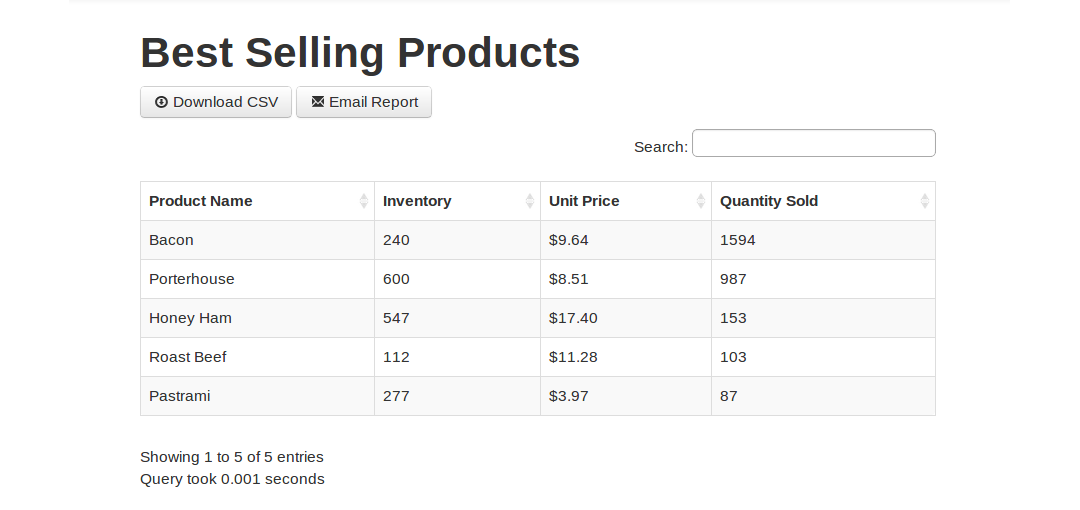 Best Selling Products
Download CSV Email Report
Search:
Product Name Inventory Unit Price Quantity Sold
Bacon 240 $9.64 1594
Porterhouse 600 $8.51 987
Honey Ham 547 $17.40 153
Roast Beef 112 $11.28 103
Pastrami 277 $3.97 87
Showing 1 to 5 of 5 entries
Query took 0.001 seconds